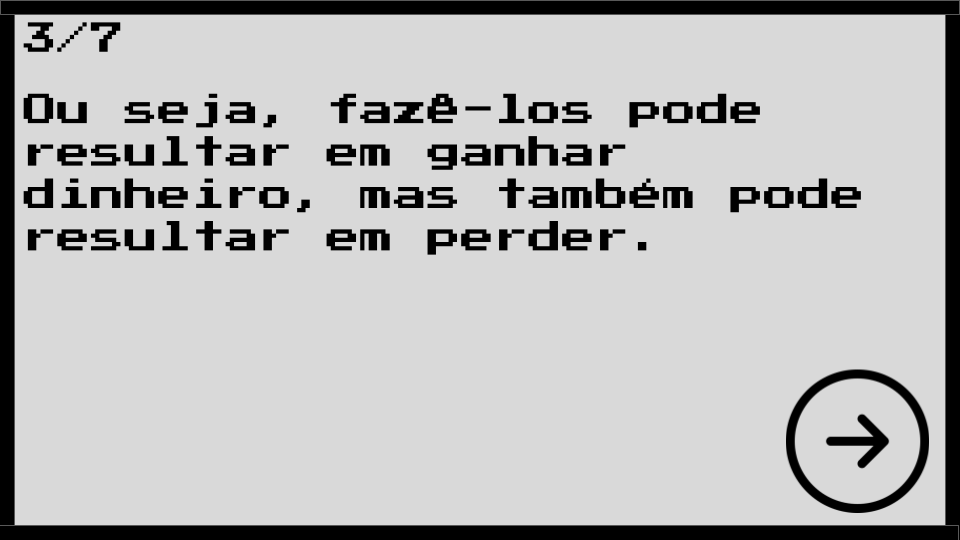 3/7
Ou seja, fazê-los pode
resultar em ganhar
dinheiro, mas também pode
resultar em perder.